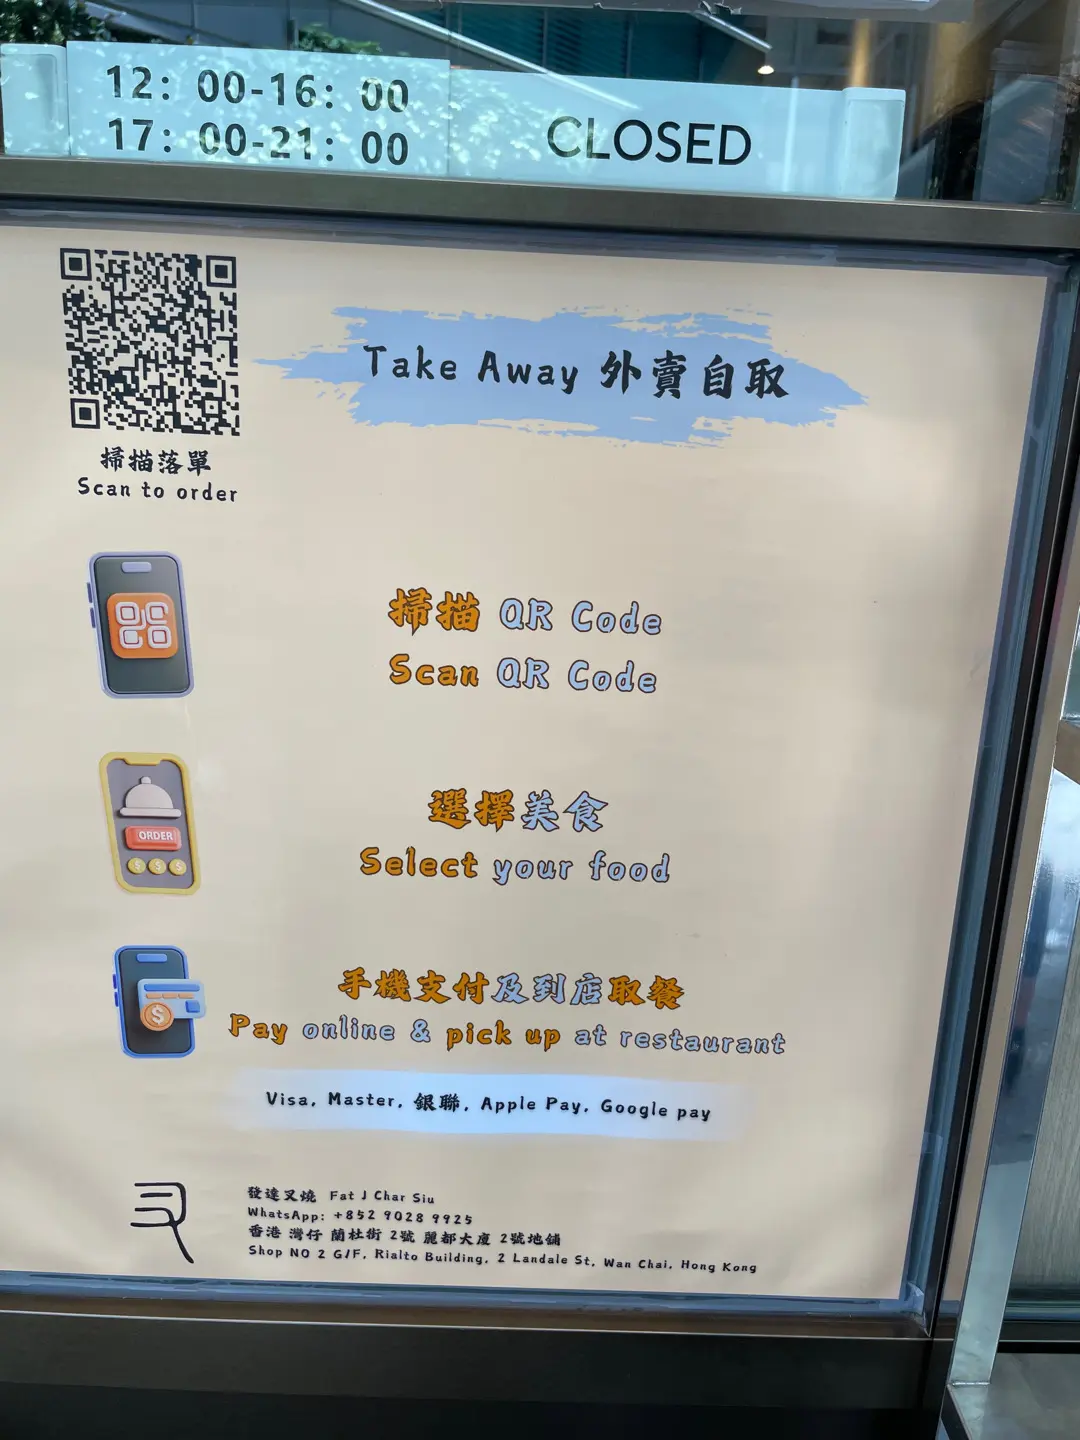 12: 00-16: 00
17: 00-21: 00
CLOSED
Take Away 外賣自取
掃描落單
Scan to order
掃描 QR Code
Scan QR Code
選擇美食
Select your food
ORDER
手機支付及到店取餐
Pay online & pick up at restaurant
Visa, Master, 銀聯, Apple Pay, Google pay
發達叉燒 Fat J Char Siu
WhatsApp: +852 9028 9925
香港 灣仔 蘭杜街 2號 麗都大廈 2號地舖
Shop NO 2 G/F, Rialto Building, 2 Landale St, Wan Chai, Hong Kong